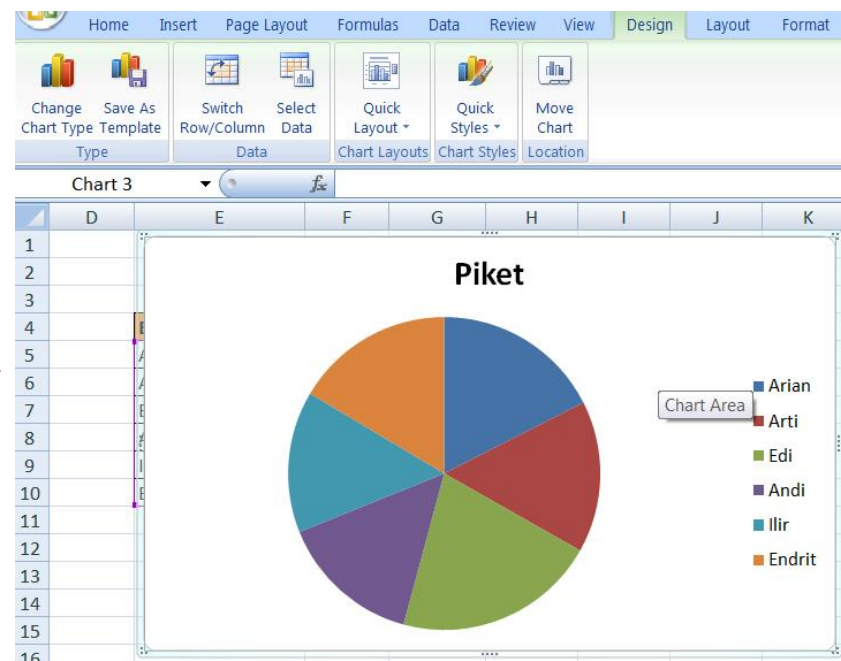 Home Insert Page Layout Formulas Data Review View Design Layout Format
Change Chart Type
Save As Template
Switch Row/Column
Select Data
Quick Layout
Quick Styles
Move Chart
Type Data Chart Layouts Chart Styles Location
Chart 3 fx
D E F G H I J K
1
2
Piket
3
4
5
6
Arian
7
Chart Area
Arti
8
9
Edi
10
Andi
11
Ilir
12
Endrit
13
14
15
16